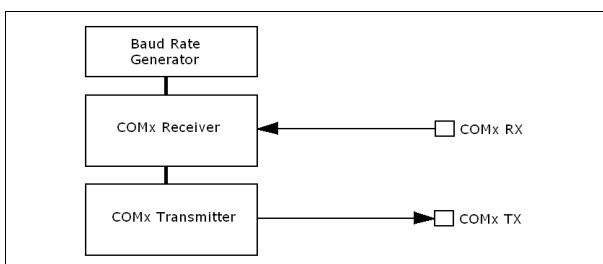 Baud Rate
Generator
COMx Receiver
COMx RX
COMx Transmitter
COMx TX